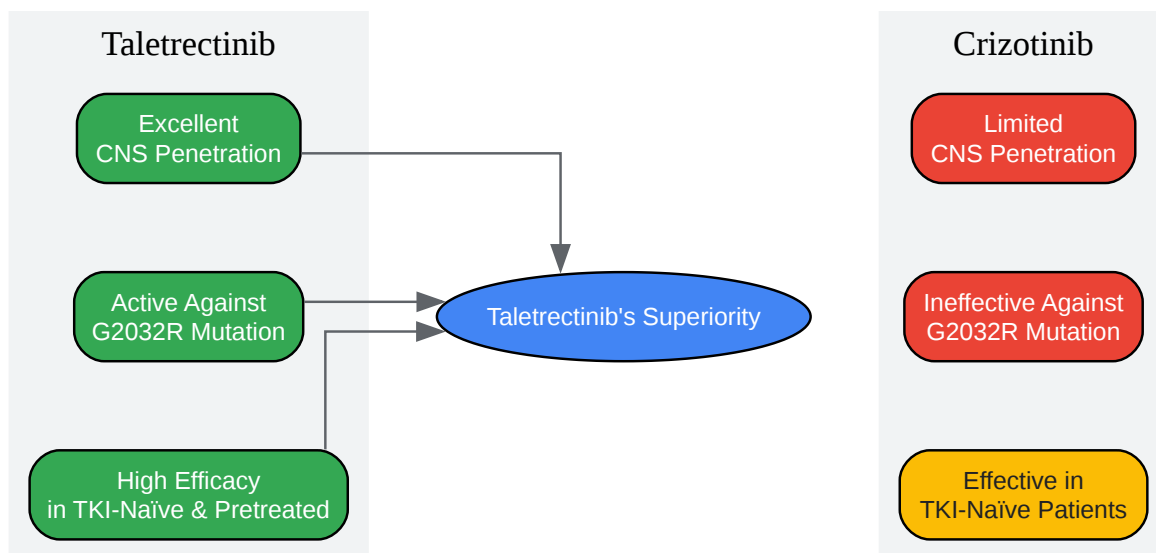 Taletrectinib
Excellent
CNS Penetration
Active Against
G2032R Mutation
High Efficacy
in TKI-Naïve & Pretreated
Taletrectinib's Superiority
Crizotinib
Limited
CNS Penetration
Ineffective Against
G2032R Mutation
Effective in
TKI-Naïve Patients